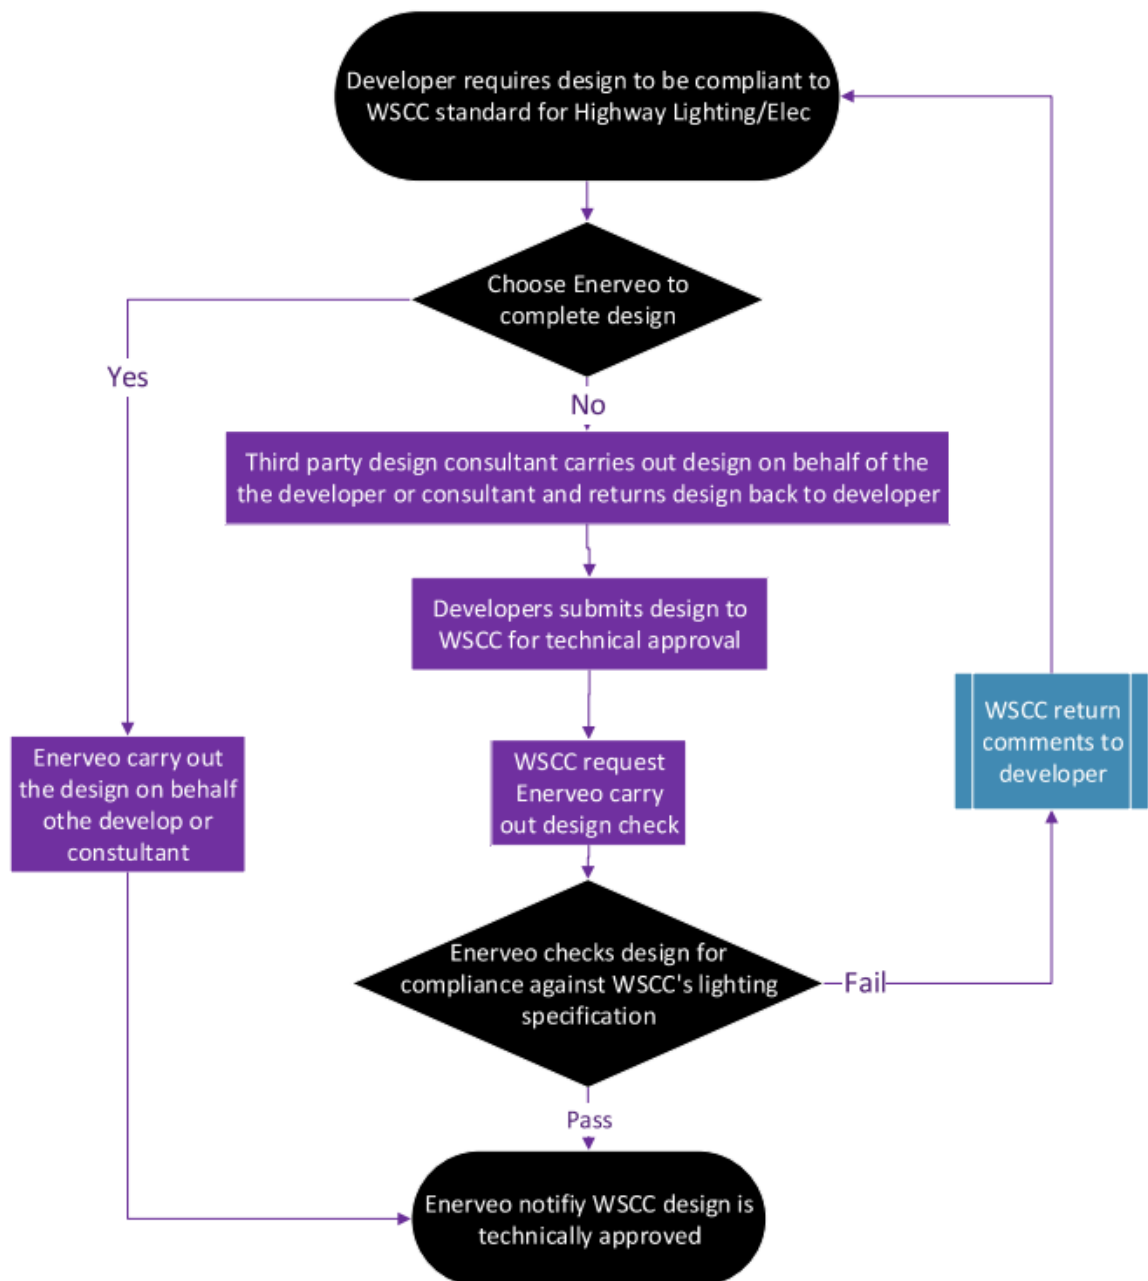 Developer requires design to be compliant to
WSCC standard for Highway Lighting/Elec
Choose Enerveo to
complete design
Yes
No
Third party design consultant carries out design on behalf of the
the developer or consultant and returns design back to developer
Developers submits design to
WSCC for technical approval
WSCC return
comments to
developer
Enerveo carry out
the design on behalf
othe develop or
constultant
WSCC request
Enerveo carry
out design check
Enerveo checks design for
compliance against WSCC's lighting
specification
Fail
Pass
Enerveo notifiy WSCC design is
technically approved